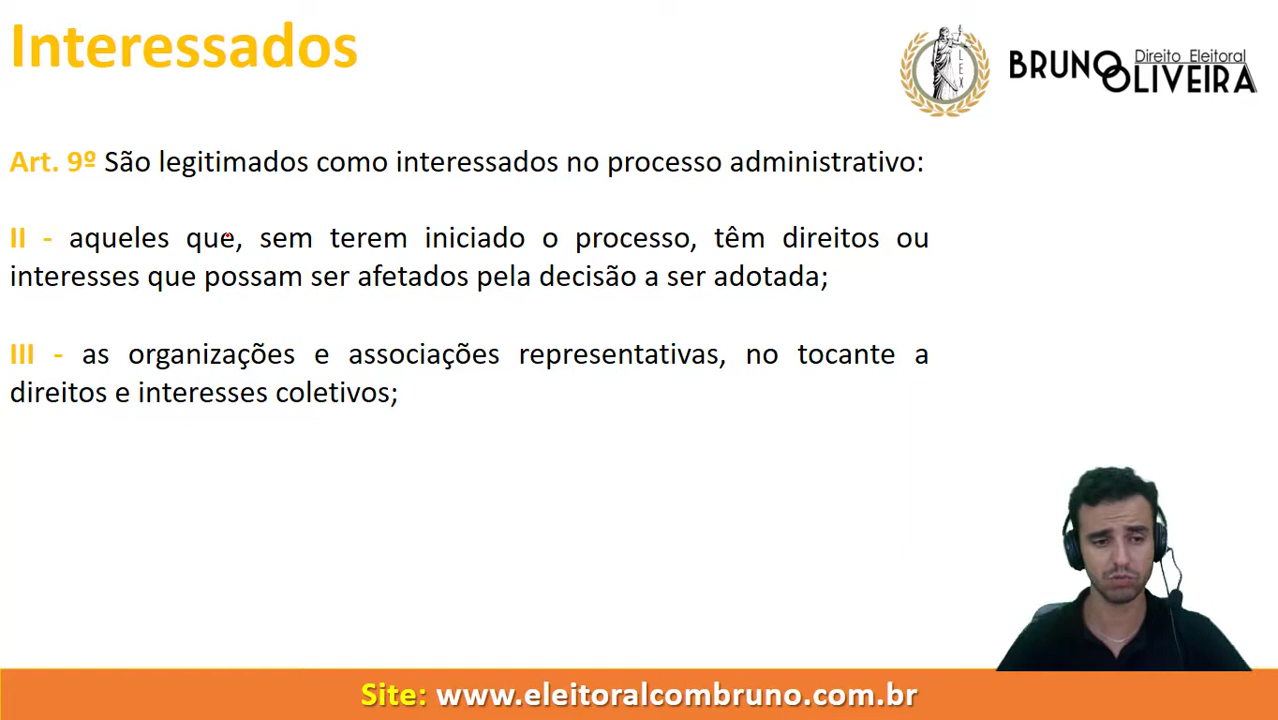 Interessados
LEX
BRUNO
Direito Eleitoral
OLIVEIRA
Art. 9º São legitimados como interessados no processo administrativo:
II - aqueles que, sem terem iniciado o processo, têm direitos ou
interesses que possam ser afetados pela decisão a ser adotada;
III - as organizações e associações representativas, no tocante a
direitos e interesses coletivos;
Site: www.eleitoralcombruno.com.br